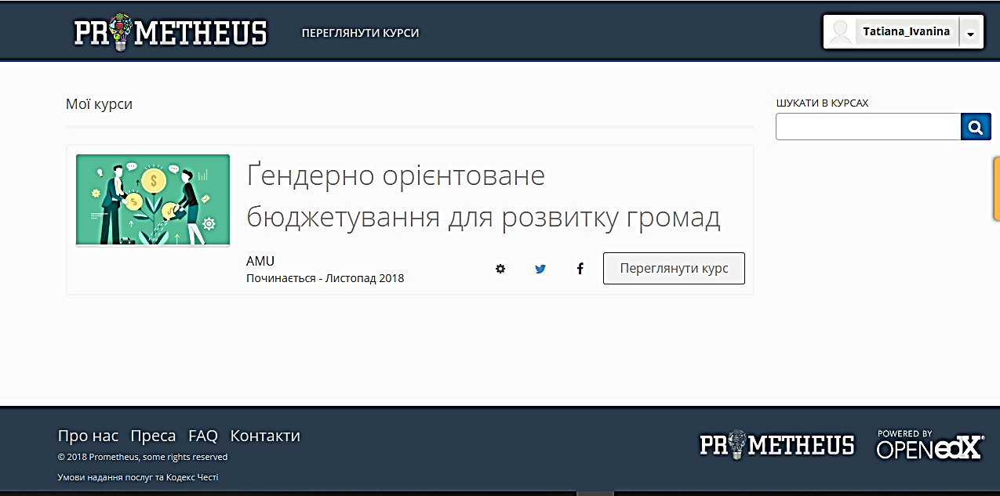 PROMETHEUS
ПЕРЕГЛЯНУТИ КУРСИ
Tatiana_Ivanina
Мої курси
ШУКАТИ В КУРСАХ
Ґендерно орієнтоване
бюджетування для розвитку громад
AMU
Починається - Листопад 2018
Переглянути курс
Про нас Преса FAQ Контакти
© 2018 Prometheus, some rights reserved
Умови надання послуг та Кодекс Честі
PROMETHEUS
POWERED BY
OPEN edX®